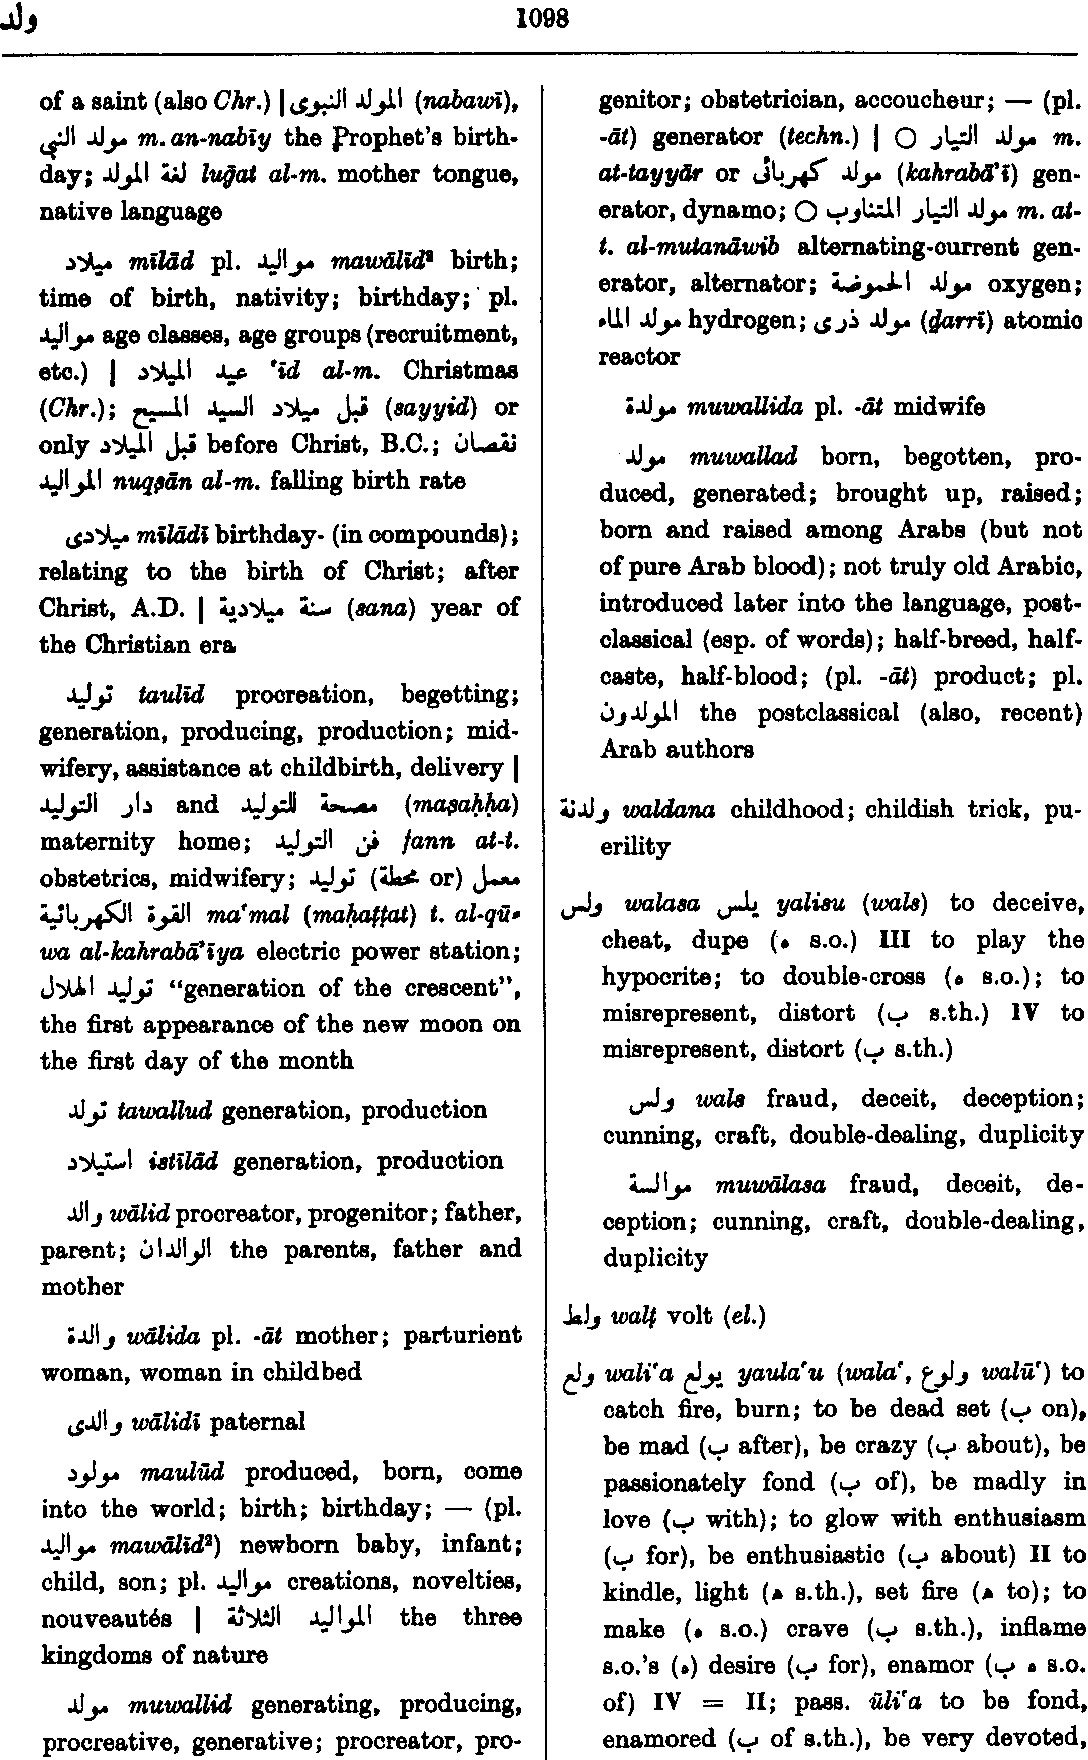 ولد 1098
of a saint (also Chr.) | المولد النبوى (nabawī),
مولد النبي m. an-nabīy the Prophet's birth-
day; لغة المولد luḡat al-m. mother tongue,
native language
ميلاد mīlād pl. مواليد mawālīd² birth;
time of birth, nativity; birthday; pl.
مواليد age classes, age groups (recruitment,
etc.) | عيد الميلاد ‘īd al-m. Christmas
(Chr.); قبل ميلاد السيد المسيح (sayyid) or
only قبل الميلاد before Christ, B.C.; نقصان
المواليد nuqṣān al-m. falling birth rate
ميلادى mīlādī birthday- (in compounds);
relating to the birth of Christ; after
Christ, A.D. | سنة ميلادية (sana) year of
the Christian era
توليد taulīd procreation, begetting;
generation, producing, production; mid-
wifery, assistance at childbirth, delivery |
دار التوليد and مصحة التوليد (maṣaḥḥa)
maternity home; فن التوليد fann at-t.
obstetrics, midwifery; معمل (or محطة) توليد
القوة الكهربائية ma‘mal (maḥaṭṭat) t. al-qū-
wa al-kahrabā’īya electric power station;
توليد الهلال “generation of the crescent”,
the first appearance of the new moon on
the first day of the month
تولد tawallud generation, production
استيلاد istīlād generation, production
والد wālid procreator, progenitor; father,
parent; الوالدان the parents, father and
mother
والدة wālida pl. -āt mother; parturient
woman, woman in childbed
والدى wālidī paternal
مولود maulūd produced, born, come
into the world; birth; birthday; — (pl.
مواليد mawālīd²) newborn baby, infant;
child, son; pl. مواليد creations, novelties,
nouveautés | المواليد الثلاثة the three
kingdoms of nature
مولد muwallid generating, producing,
procreative, generative; procreator, pro-
genitor; obstetrician, accoucheur; — (pl.
-āt) generator (techn.) | ○ مولد التيار m.
at-tayyār or مولد كهربائى (kahrabā’ī) gen-
erator, dynamo; ○ مولد التيار المتناوب m. at-
t. al-mutanāwib alternating-current gen-
erator, alternator; مولد الحموضة oxygen;
مولد الماء hydrogen; مولد ذرى (ḏarrī) atomic
reactor
مولدة muwallida pl. -āt midwife
مولد muwallad born, begotten, pro-
duced, generated; brought up, raised;
born and raised among Arabs (but not
of pure Arab blood); not truly old Arabic,
introduced later into the language, post-
classical (esp. of words); half-breed, half-
caste, half-blood; (pl. -āt) product; pl.
المولدون the postclassical (also, recent)
Arab authors
ولدنة waldana childhood; childish trick, pu-
erility
ولس walasa يلس yalisu (wals) to deceive,
cheat, dupe (ه s.o.) III to play the
hypocrite; to double-cross (ه s.o.); to
misrepresent, distort (ب s.th.) IV to
misrepresent, distort (ب s.th.)
ولس wals fraud, deceit, deception;
cunning, craft, double-dealing, duplicity
موالسة muwālasa fraud, deceit, de-
ception; cunning, craft, double-dealing,
duplicity
ولط walṭ volt (el.)
ولع wali‘a يولع yaula‘u (wala‘, ولوع walū‘) to
catch fire, burn; to be dead set (ب on),
be mad (ب after), be crazy (ب about), be
passionately fond (ب of), be madly in
love (ب with); to glow with enthusiasm
(ب for), be enthusiastic (ب about) II to
kindle, light (ھ s.th.), set fire (ھ to); to
make (ه s.o.) crave (ب s.th.), inflame
s.o.'s (ه) desire (ب for), enamor (ه ب s.o.
of) IV = II; pass. ūli‘a to be fond,
enamored (ب of s.th.), be very devoted,